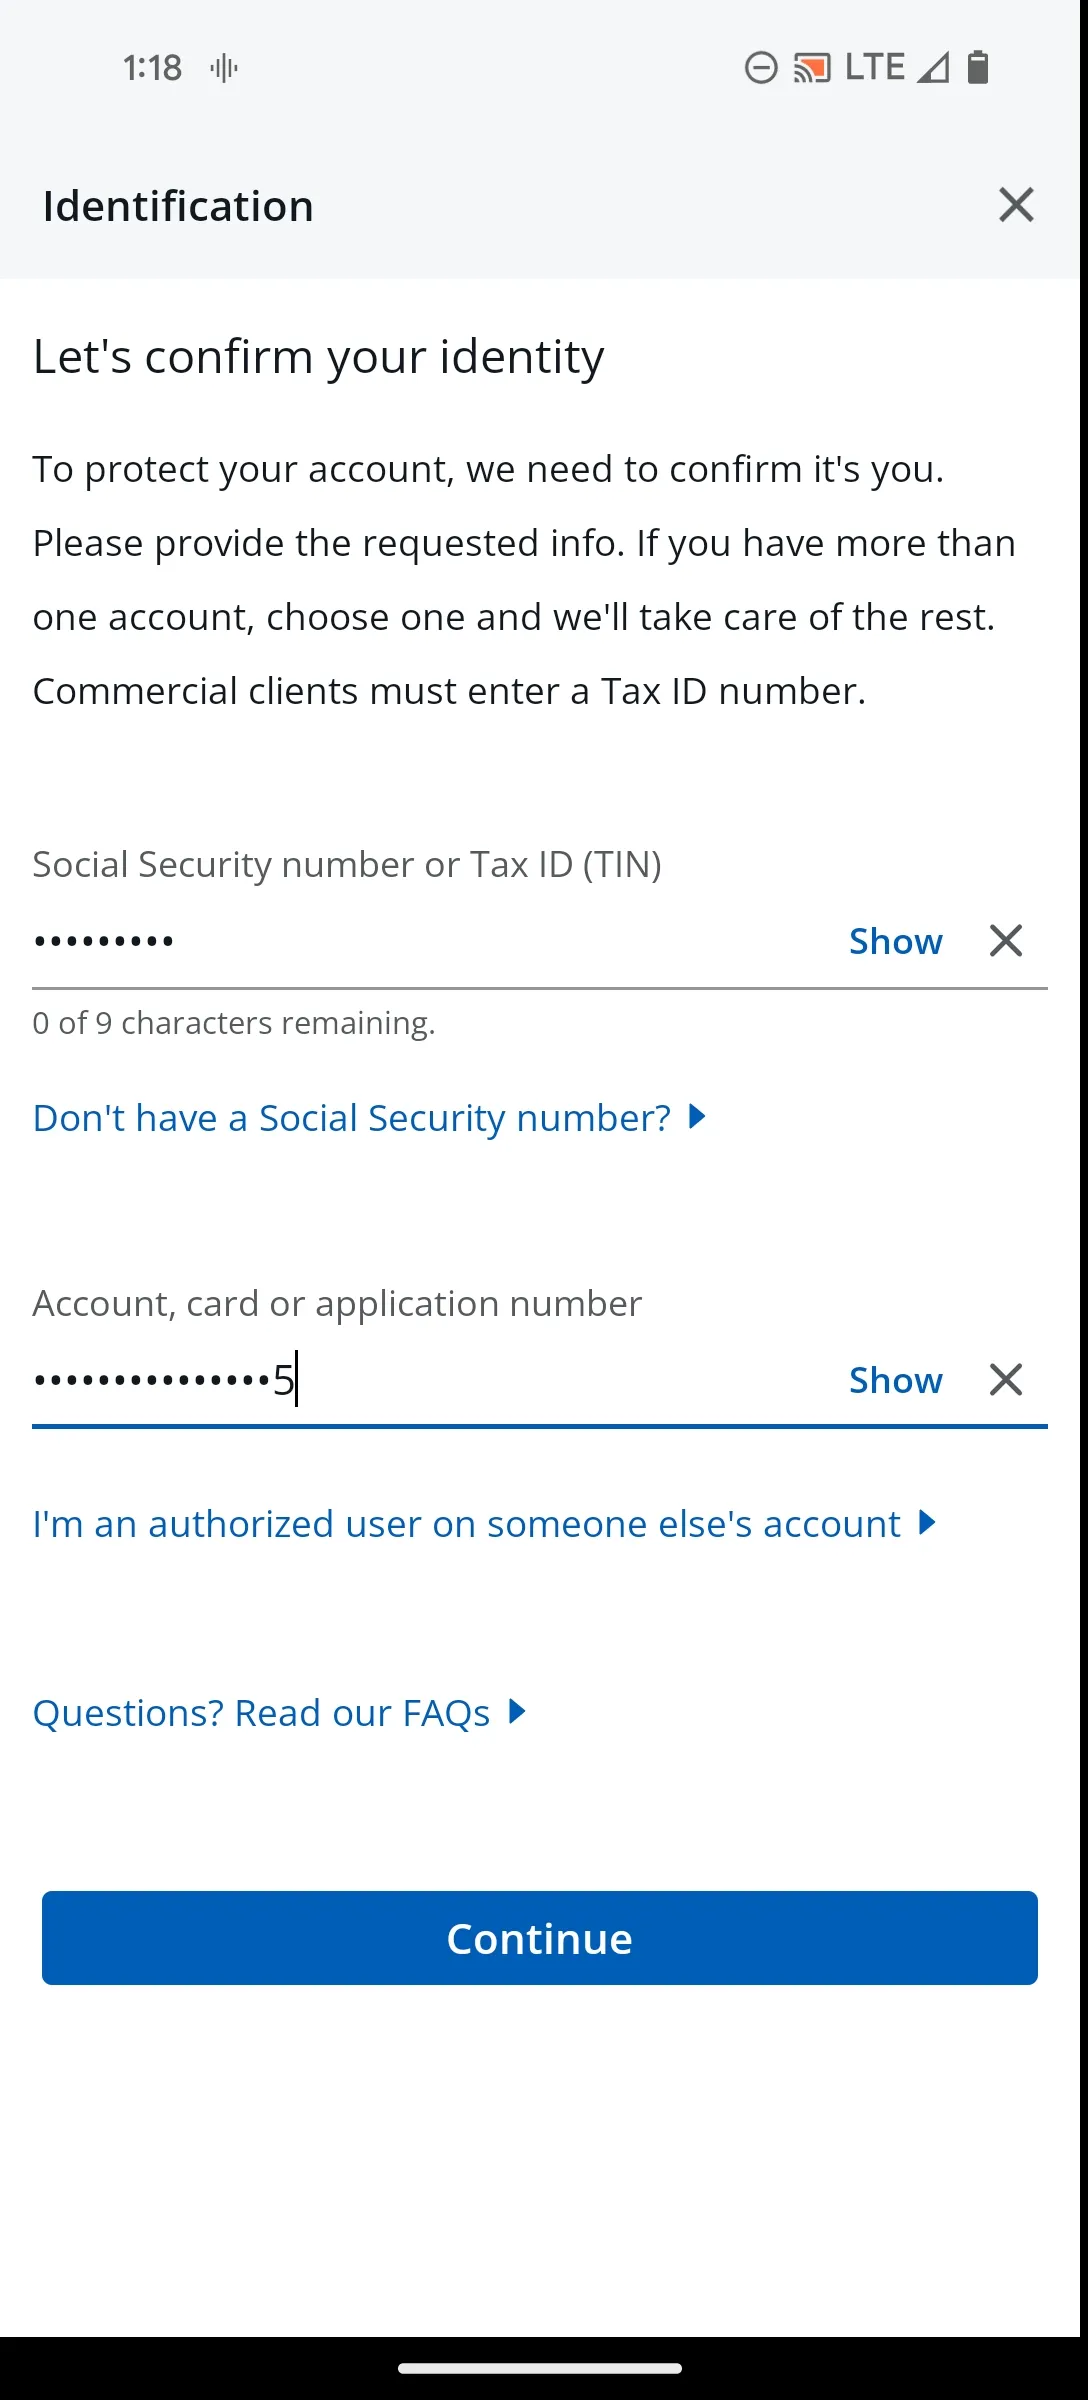 1:18 LTE
Identification
Let's confirm your identity
To protect your account, we need to confirm it's you.
Please provide the requested info. If you have more than
one account, choose one and we'll take care of the rest.
Commercial clients must enter a Tax ID number.
Social Security number or Tax ID (TIN)
••••••••• Show
0 of 9 characters remaining.
Don't have a Social Security number?
Account, card or application number
•••••••••••••••5 Show
I'm an authorized user on someone else's account
Questions? Read our FAQs
Continue